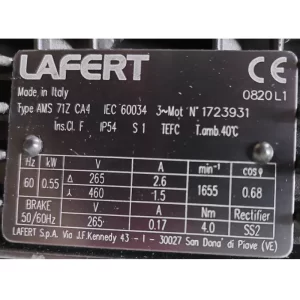 LAFERT CE
Made in Italy 0820 L1
Type AMS 71Z CA4 IEC 60034 3~Mot N° 1723931
Ins.Cl. F IP54 S1 TEFC T.amb.40°C
Hz kW V A min⁻¹ cos φ
60 0.55 Δ 265 2.6 1655 0.68
⅄ 460 1.5
BRAKE V A Nm Rectifier
50/60Hz 265 0.17 4.0 SS2
LAFERT S.p.A. Via J.F.Kennedy 43 - I - 30027 San Dona' di Piave (VE)